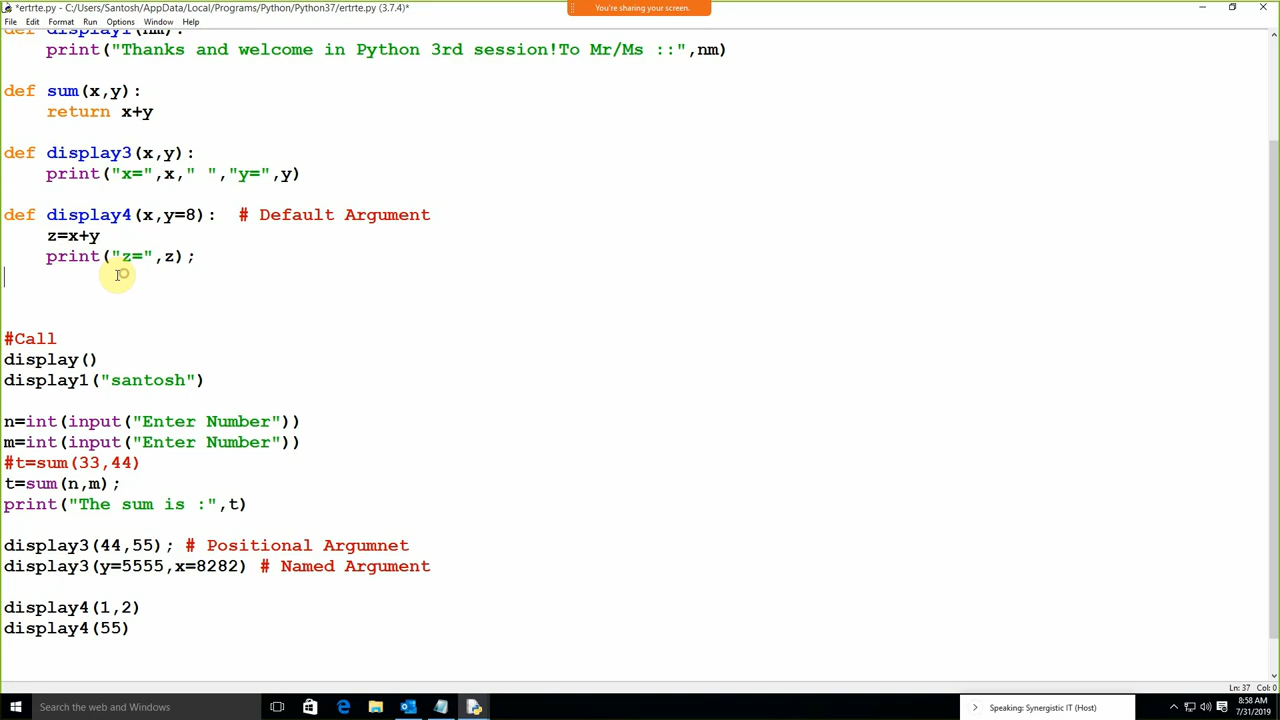 *ertrte.py - C:/Users/Santosh/AppData/Local/Programs/Python/Python37/ertrte.py (3.7.4)*
You're sharing your screen.
File Edit Format Run Options Window Help
def display1(nm):
    print("Thanks and welcome in Python 3rd session!To Mr/Ms ::",nm)
def sum(x,y):
    return x+y
def display3(x,y):
    print("x=",x," ","y=",y)
def display4(x,y=8):  # Default Argument
    z=x+y
    print("z=",z);
#Call
display()
display1("santosh")
n=int(input("Enter Number"))
m=int(input("Enter Number"))
#t=sum(33,44)
t=sum(n,m);
print("The sum is :",t)
display3(44,55); # Positional Argumnet
display3(y=5555,x=8282) # Named Argument
display4(1,2)
display4(55)
Ln: 37 Col: 0
Search the web and Windows
Speaking: Synergistic IT (Host)
8:58 AM
7/31/2019